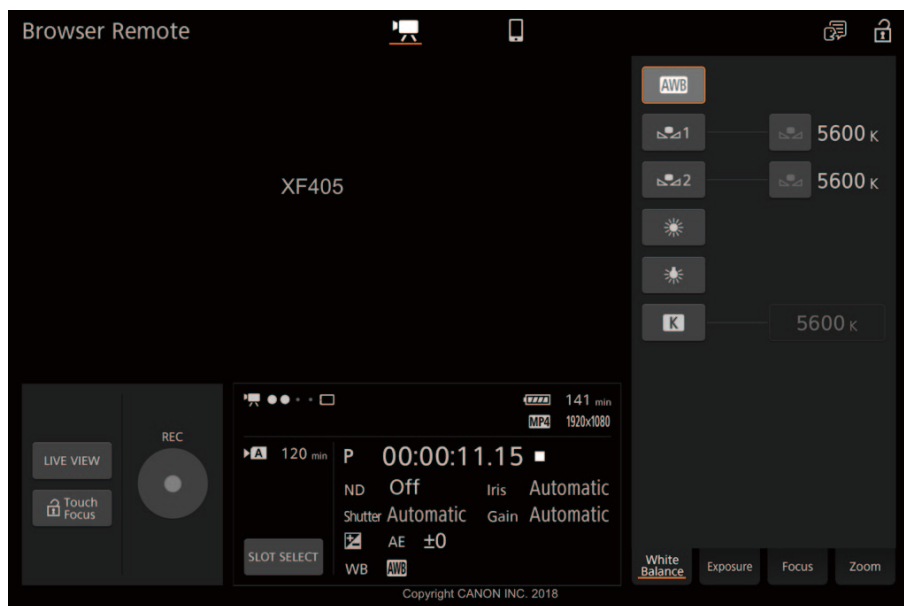 Browser Remote
2
XF405
AWB
1 5600 K
2 5600 K
K 5600 K
141 min
MP4 1920x1080
REC
LIVE VIEW
Touch
Focus
A 120 min
P 00:00:11.15
ND Off Iris Automatic
Shutter Automatic Gain Automatic
AE ±0
SLOT SELECT
WB AWB
White
Balance
Exposure
Focus
Zoom
Copyright CANON INC. 2018